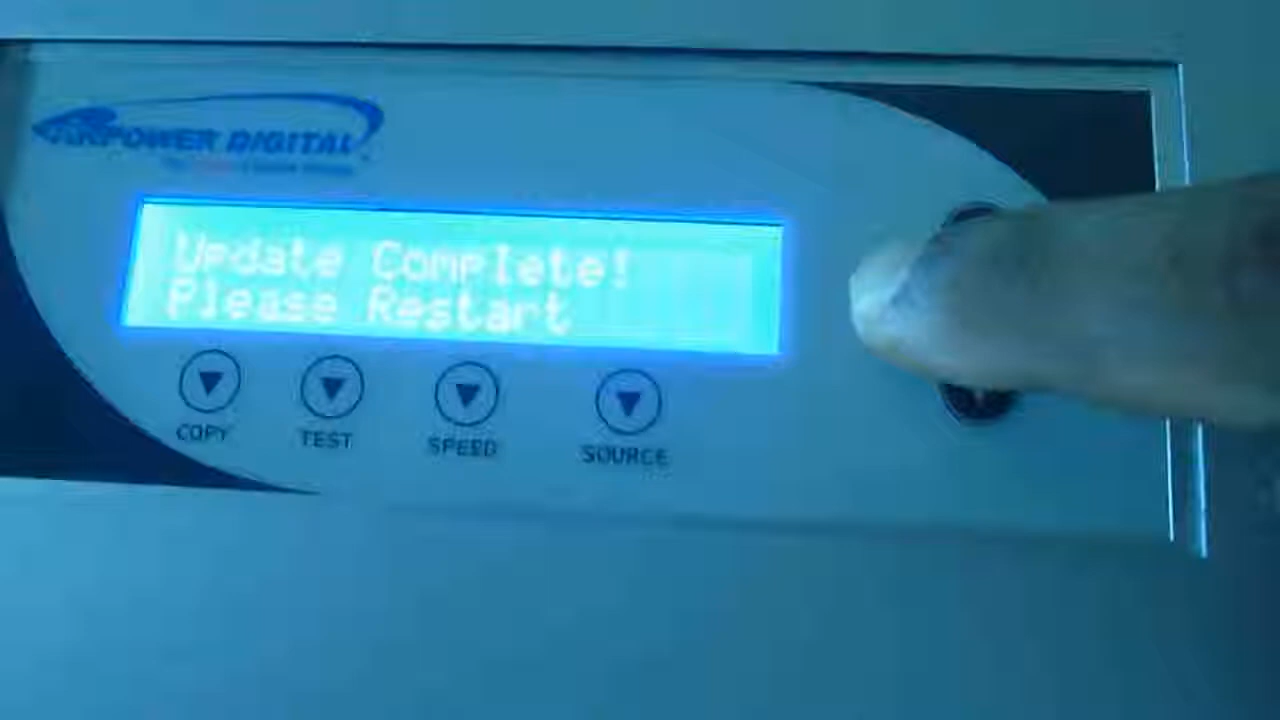 POWER DIGITAL
Update Complete!
Please Restart
COPY
TEST
SPEED
SOURCE